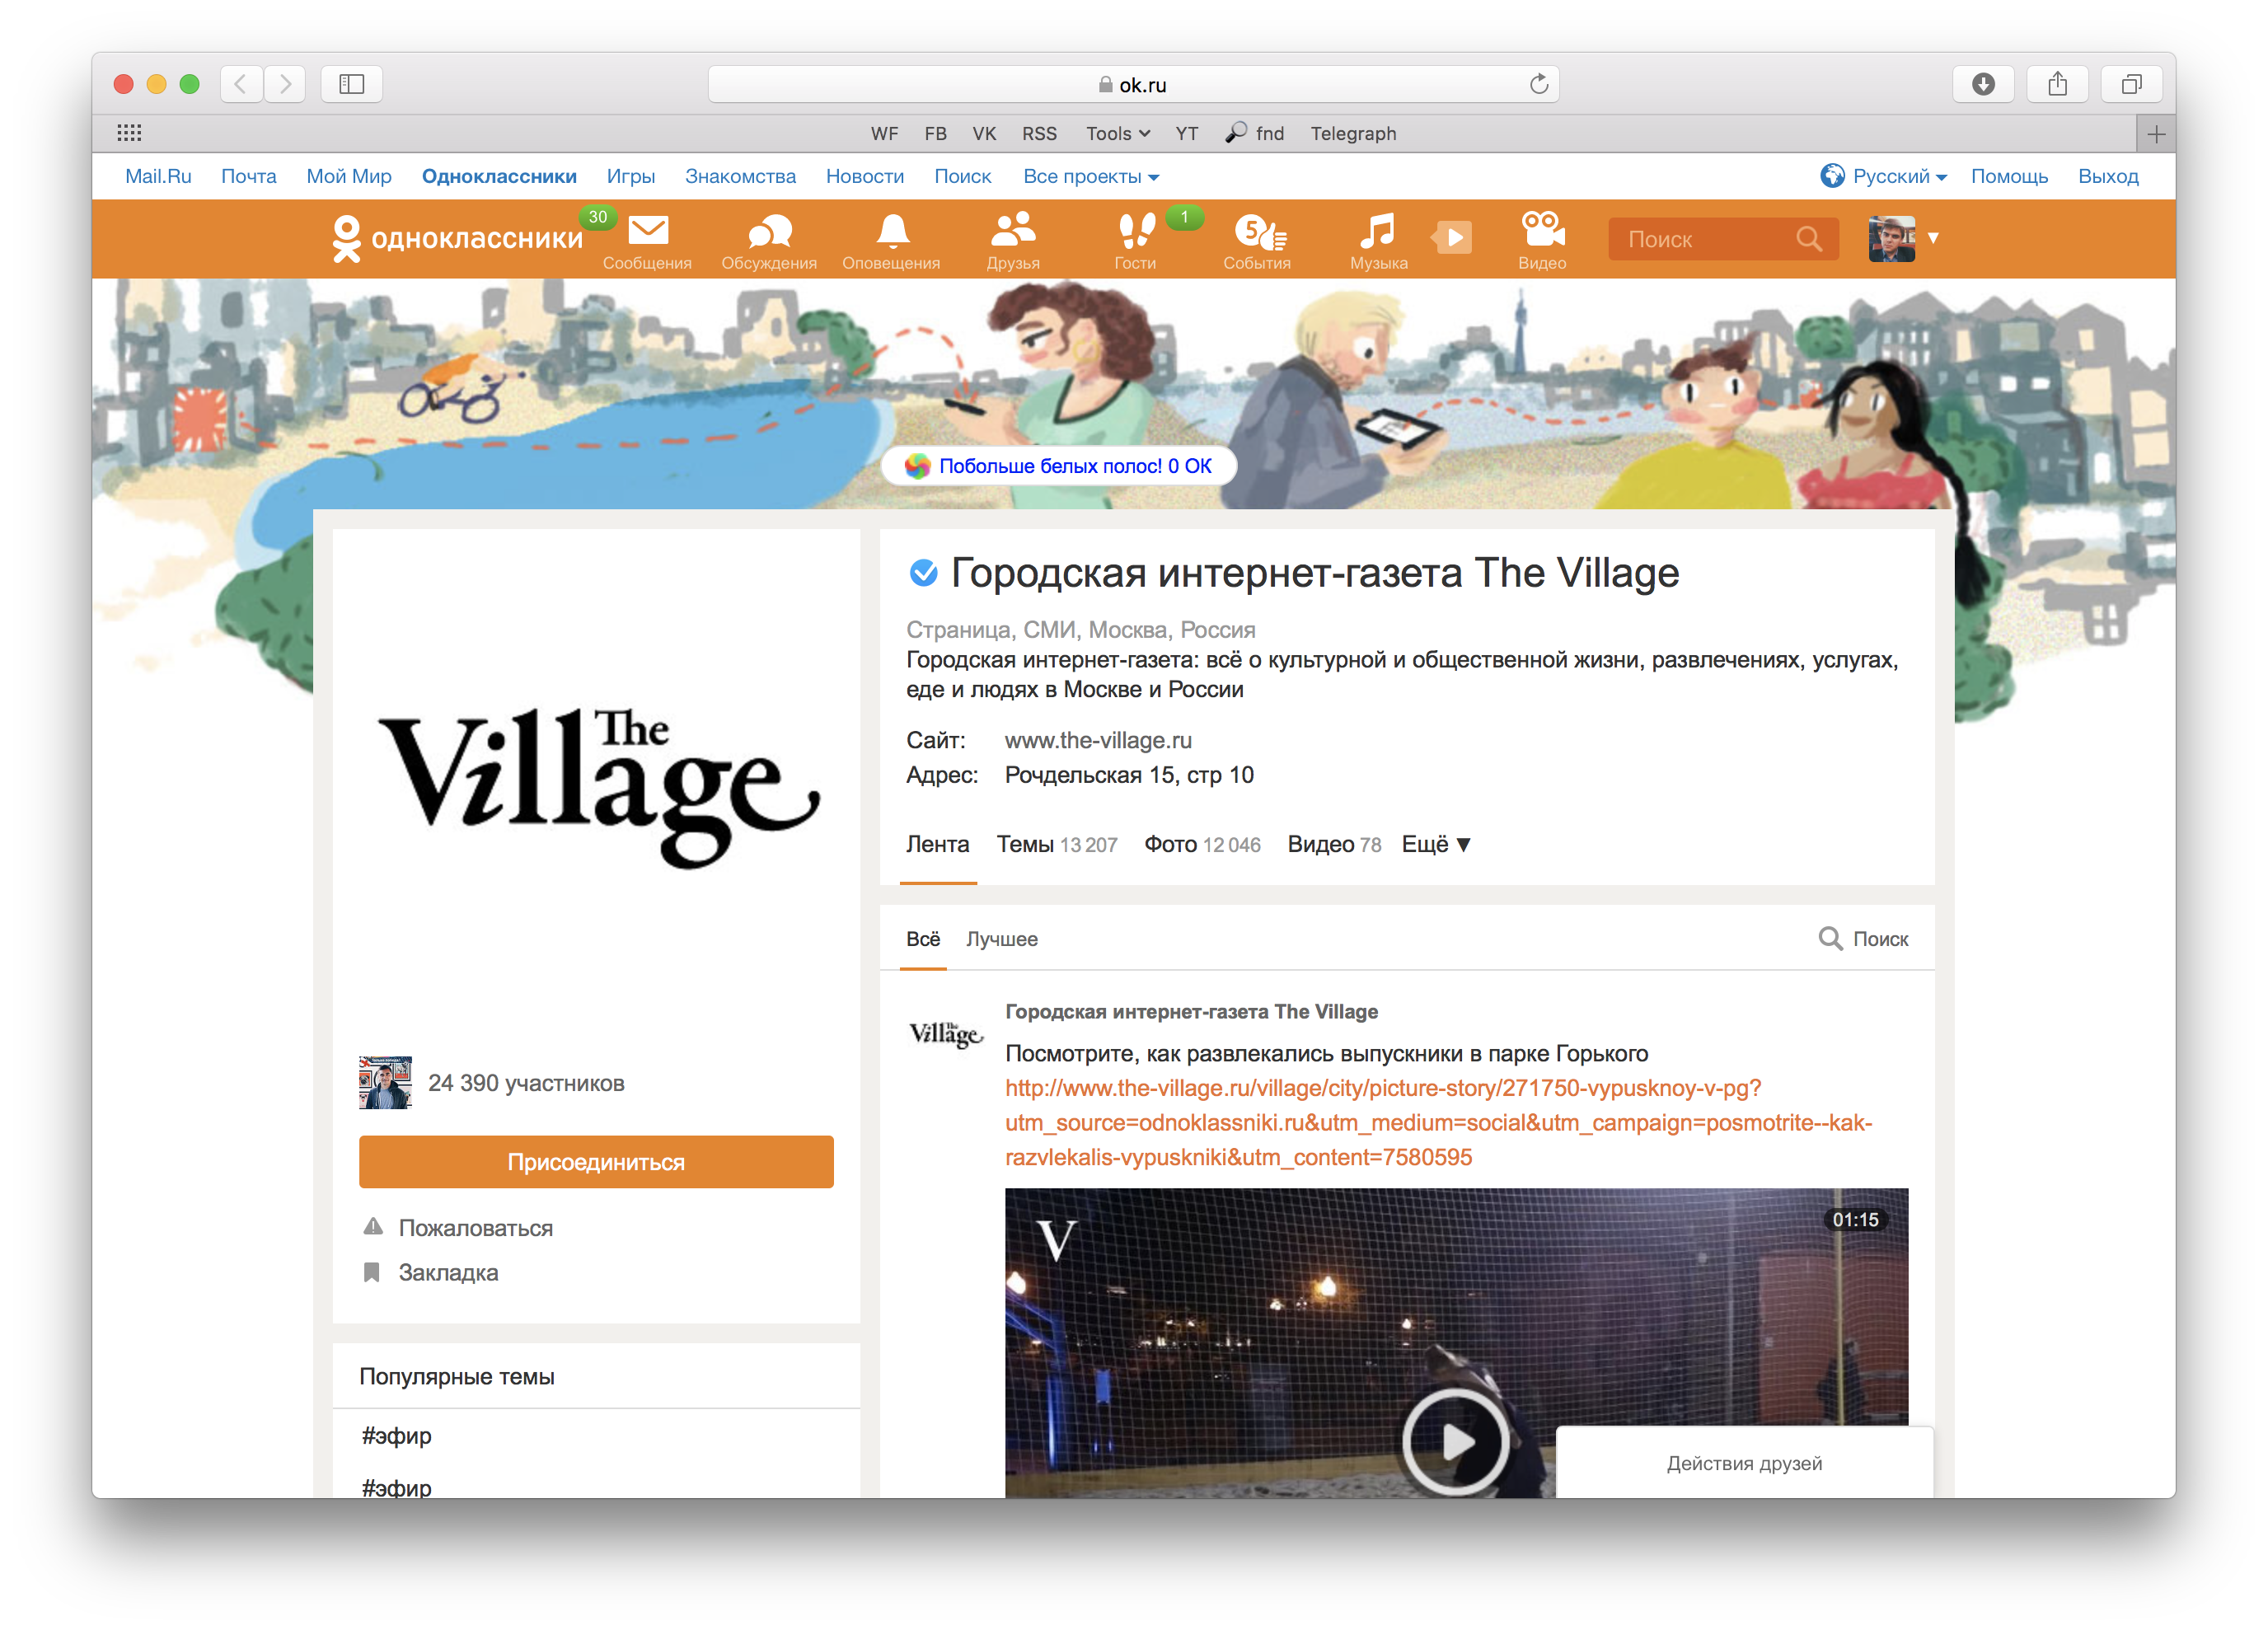 ok.ru
WF FB VK RSS Tools YT fnd Telegraph
Mail.Ru Почта Мой Мир Одноклассники Игры Знакомства Новости Поиск Все проекты Русский Помощь Выход
одноклассники 30 1 5 Поиск
Сообщения Обсуждения Оповещения Друзья Гости События Музыка Видео
Побольше белых полос! 0 ОК
The
Village
24 390 участников
Присоединиться
Пожаловаться
Закладка
Популярные темы
#эфир
#эфир
Городская интернет-газета The Village
Страница, СМИ, Москва, Россия
Городская интернет-газета: всё о культурной и общественной жизни, развлечениях, услугах,
еде и людях в Москве и России
Сайт: www.the-village.ru
Адрес: Рочдельская 15, стр 10
Лента Темы 13 207 Фото 12 046 Видео 78 Ещё ▼
Всё Лучшее Поиск
The
Village
Городская интернет-газета The Village
Посмотрите, как развлекались выпускники в парке Горького
http://www.the-village.ru/village/city/picture-story/271750-vypusknoy-v-pg?
utm_source=odnoklassniki.ru&utm_medium=social&utm_campaign=posmotrite--kak-
razvlekalis-vypuskniki&utm_content=7580595
V 01:15
Действия друзей